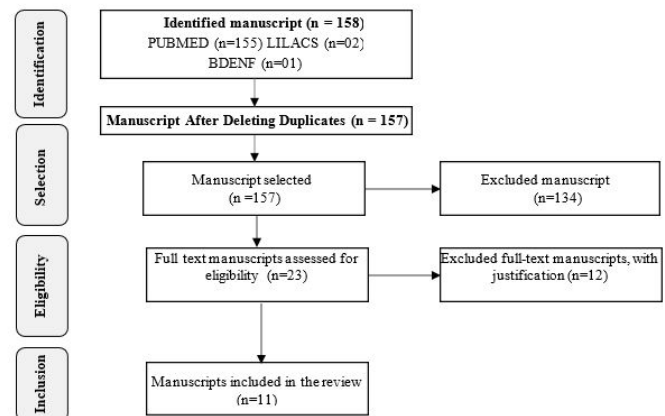 Identification
Identified manuscript (n = 158)
PUBMED (n=155) LILACS (n=02)
BDENF (n=01)
Manuscript After Deleting Duplicates (n = 157)
Selection
Manuscript selected
(n =157)
Excluded manuscript
(n=134)
Eligibility
Full text manuscripts assessed for
eligibility (n=23)
Excluded full-text manuscripts, with
justification (n=12)
Inclusion
Manuscripts included in the review
(n=11)